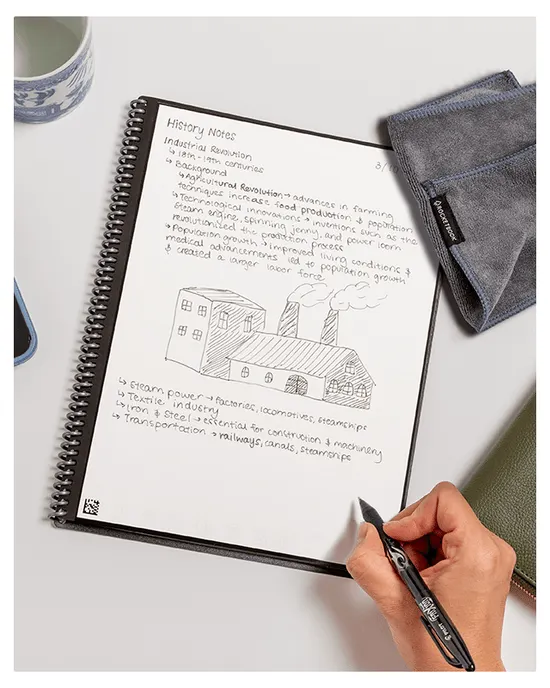 History Notes
3/
Industrial Revolution
↳ 18th-19th centuries
↳ Background
↳ Agricultural Revolution → advances in farming
techniques increase food production & population
↳ Technological innovations → inventions such as the
steam engine, spinning jenny, and power loom
revolutionized the production process
↳ Population growth → improved living conditions &
medical advancements led to population growth
& created a larger labor force
↳ Steam power → factories, locomotives, steamships
↳ Textile industry
↳ Iron & Steel → essential for construction & machinery
↳ Transportation → railways, canals, steamships
ROCKETBOOK
PILOT FRIXION